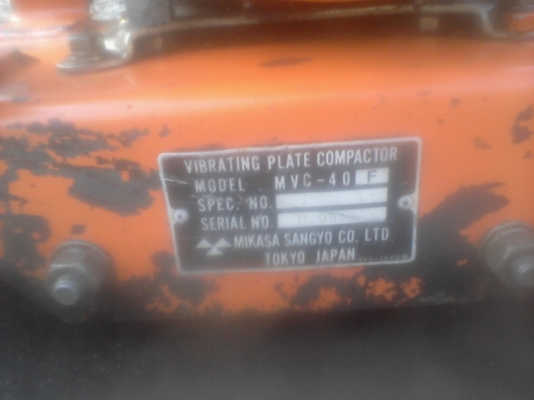 VIBRATING PLATE COMPACTOR
MODEL MVC-40 F
SPEC. NO.
SERIAL NO.
MIKASA SANGYO CO., LTD.
TOKYO JAPAN